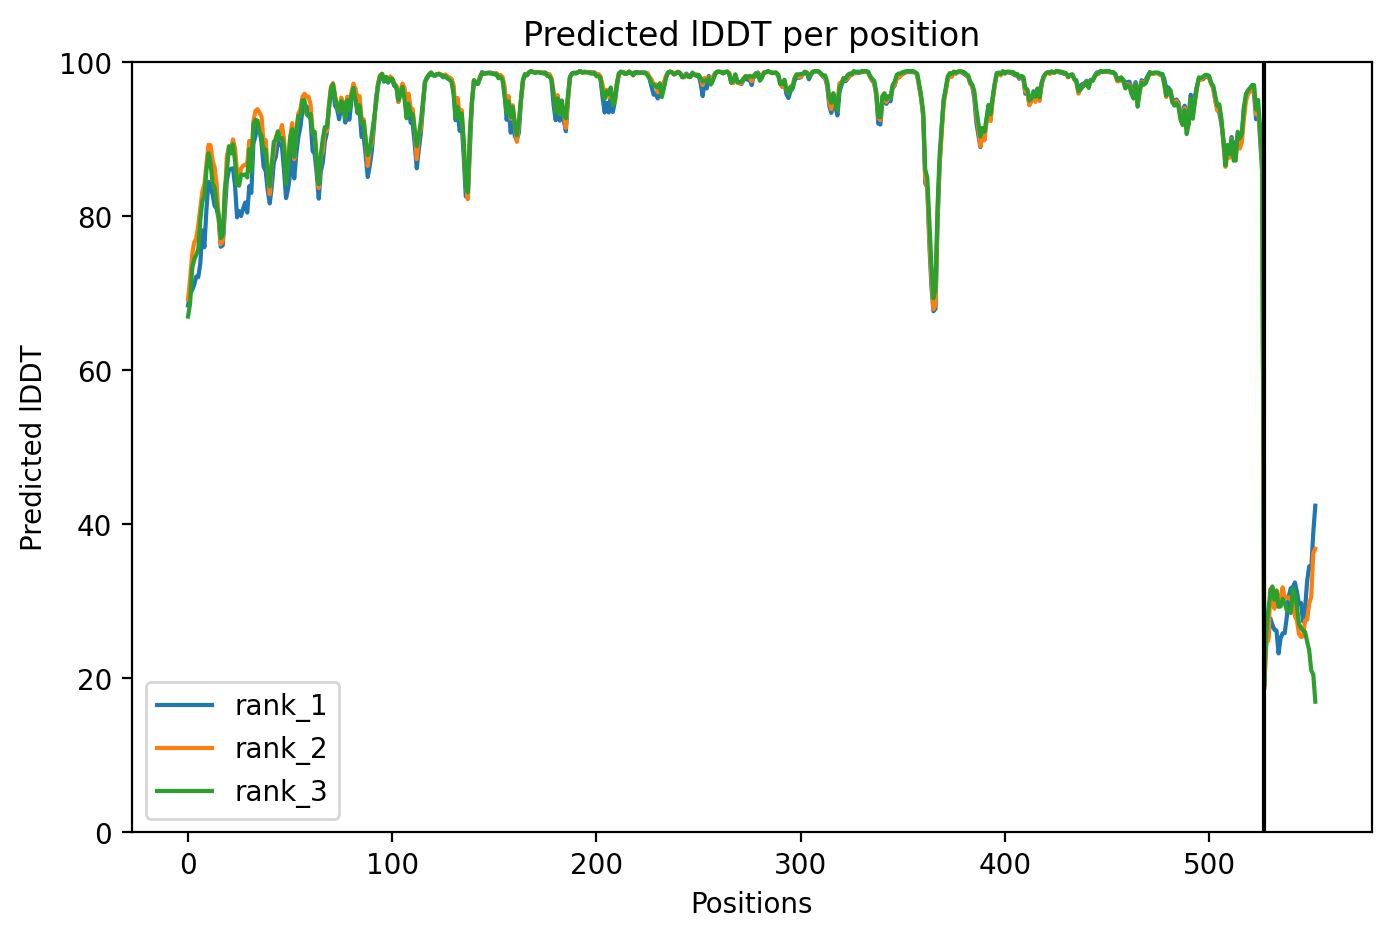 Predicted lDDT per position
Predicted lDDT
100
80
60
40
20
0
rank_1
rank_2
rank_3
0 100 200 300 400 500
Positions